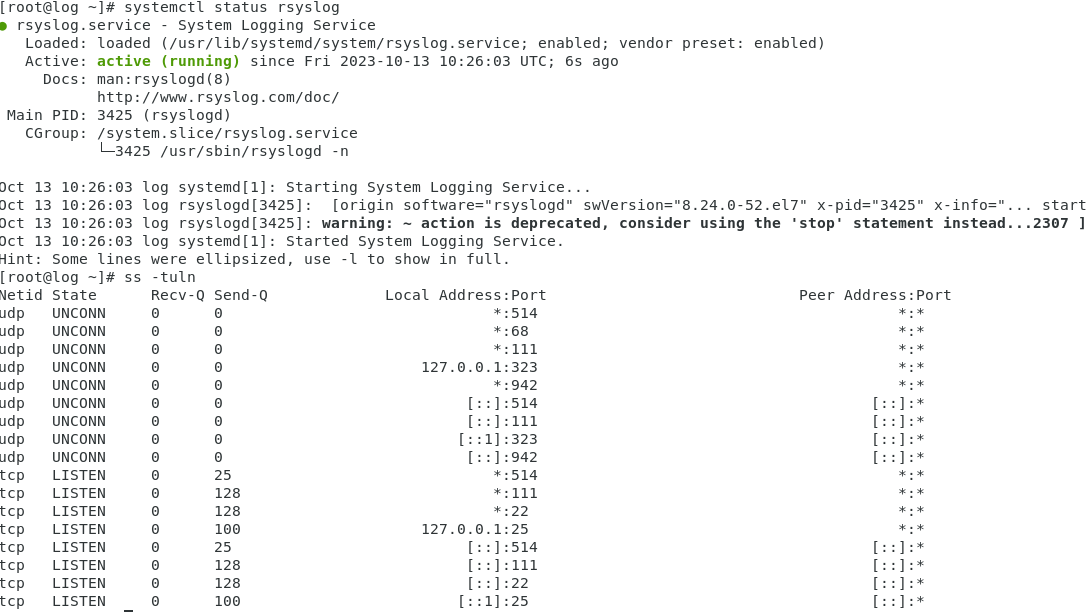 [root@log ~]# systemctl status rsyslog
● rsyslog.service - System Logging Service
   Loaded: loaded (/usr/lib/systemd/system/rsyslog.service; enabled; vendor preset: enabled)
   Active: active (running) since Fri 2023-10-13 10:26:03 UTC; 6s ago
     Docs: man:rsyslogd(8)
           http://www.rsyslog.com/doc/
 Main PID: 3425 (rsyslogd)
   CGroup: /system.slice/rsyslog.service
           └─3425 /usr/sbin/rsyslogd -n

Oct 13 10:26:03 log systemd[1]: Starting System Logging Service...
Oct 13 10:26:03 log rsyslogd[3425]:  [origin software="rsyslogd" swVersion="8.24.0-52.el7" x-pid="3425" x-info="... start
Oct 13 10:26:03 log rsyslogd[3425]: warning: ~ action is deprecated, consider using the 'stop' statement instead...2307 ]
Oct 13 10:26:03 log systemd[1]: Started System Logging Service.
Hint: Some lines were ellipsized, use -l to show in full.
[root@log ~]# ss -tuln
Netid State      Recv-Q Send-Q             Local Address:Port                            Peer Address:Port
udp   UNCONN     0      0                              *:514                                        *:*
udp   UNCONN     0      0                              *:68                                         *:*
udp   UNCONN     0      0                              *:111                                        *:*
udp   UNCONN     0      0                      127.0.0.1:323                                        *:*
udp   UNCONN     0      0                              *:942                                        *:*
udp   UNCONN     0      0                           [::]:514                                     [::]:*
udp   UNCONN     0      0                           [::]:111                                     [::]:*
udp   UNCONN     0      0                          [::1]:323                                     [::]:*
udp   UNCONN     0      0                           [::]:942                                     [::]:*
tcp   LISTEN     0      25                             *:514                                        *:*
tcp   LISTEN     0      128                            *:111                                        *:*
tcp   LISTEN     0      128                            *:22                                         *:*
tcp   LISTEN     0      100                    127.0.0.1:25                                         *:*
tcp   LISTEN     0      25                          [::]:514                                     [::]:*
tcp   LISTEN     0      128                         [::]:111                                     [::]:*
tcp   LISTEN     0      128                         [::]:22                                      [::]:*
tcp   LISTEN     0      100                        [::1]:25                                      [::]:*